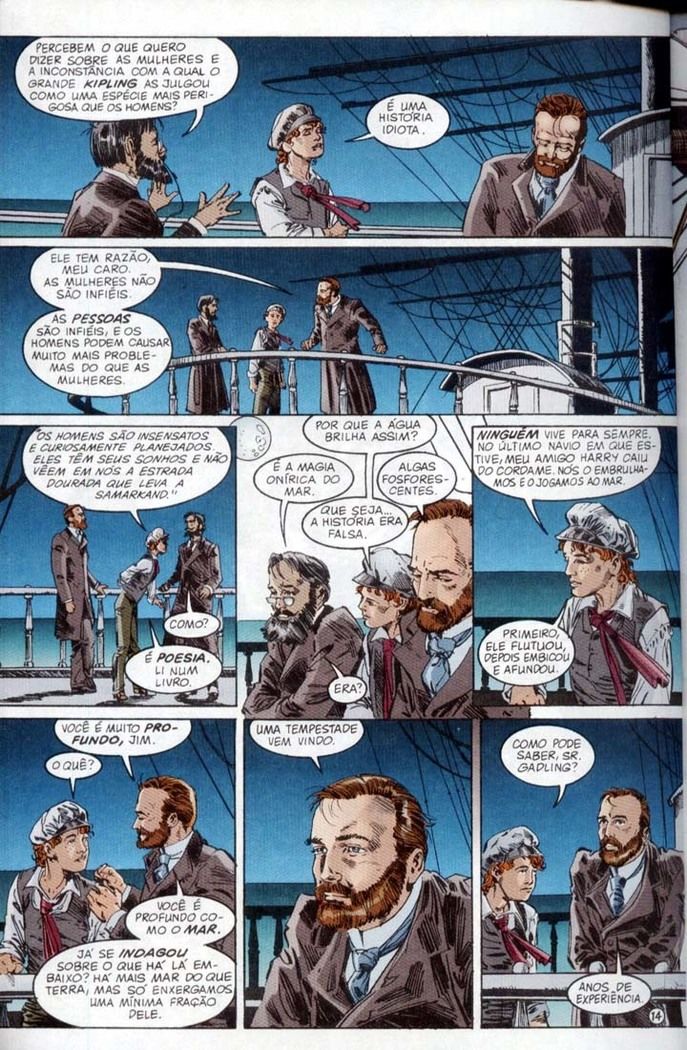 PERCEBEM O QUE QUERO
DIZER SOBRE AS MULHERES E
A INCONSTÂNCIA COM A QUAL O
GRANDE KIPLING AS JULGOU
COMO UMA ESPÉCIE MAIS PERI-
GOSA QUE OS HOMENS?
É UMA
HISTÓRIA
IDIOTA.
ELE TEM RAZÃO,
MEU CARO.
AS MULHERES NÃO
SÃO INFIÉIS.
AS PESSOAS
SÃO INFIÉIS, E OS
HOMENS PODEM CAUSAR
MUITO MAIS PROBLE-
MAS DO QUE AS
MULHERES.
"OS HOMENS SÃO INSENSATOS
E CURIOSAMENTE PLANEJADOS.
ELES TÊM SEUS SONHOS E NÃO
VÊEM EM NÓS A ESTRADA
DOURADA QUE LEVA A
SAMARKAND."
COMO?
É POESIA.
LI NUM
LIVRO.
POR QUE A ÁGUA
BRILHA ASSIM?
É A MAGIA
ONÍRICA DO
MAR.
ALGAS
FOSFORES-
CENTES.
QUE SEJA...
A HISTÓRIA ERA
FALSA.
ERA?
NINGUÉM VIVE PARA SEMPRE.
NO ÚLTIMO NAVIO EM QUE ES-
TIVE, MEU AMIGO HARRY CAIU
DO CORDAME. NÓS O EMBRULHA-
MOS E O JOGAMOS AO MAR.
PRIMEIRO,
ELE FLUTUOU,
DEPOIS EMBICOU
E AFUNDOU.
VOCÊ É MUITO PRO-
FUNDO, JIM.
O QUÊ?
VOCÊ É
PROFUNDO CO-
MO O MAR.
JÁ SE INDAGOU
SOBRE O QUE HÁ LÁ EM-
BAIXO? HÁ MAIS MAR DO QUE
TERRA, MAS SÓ ENXERGAMOS
UMA MÍNIMA FRAÇÃO
DELE.
UMA TEMPESTADE
VEM VINDO.
COMO PODE
SABER, SR.
GADLING?
ANOS DE
EXPERIÊNCIA.
14